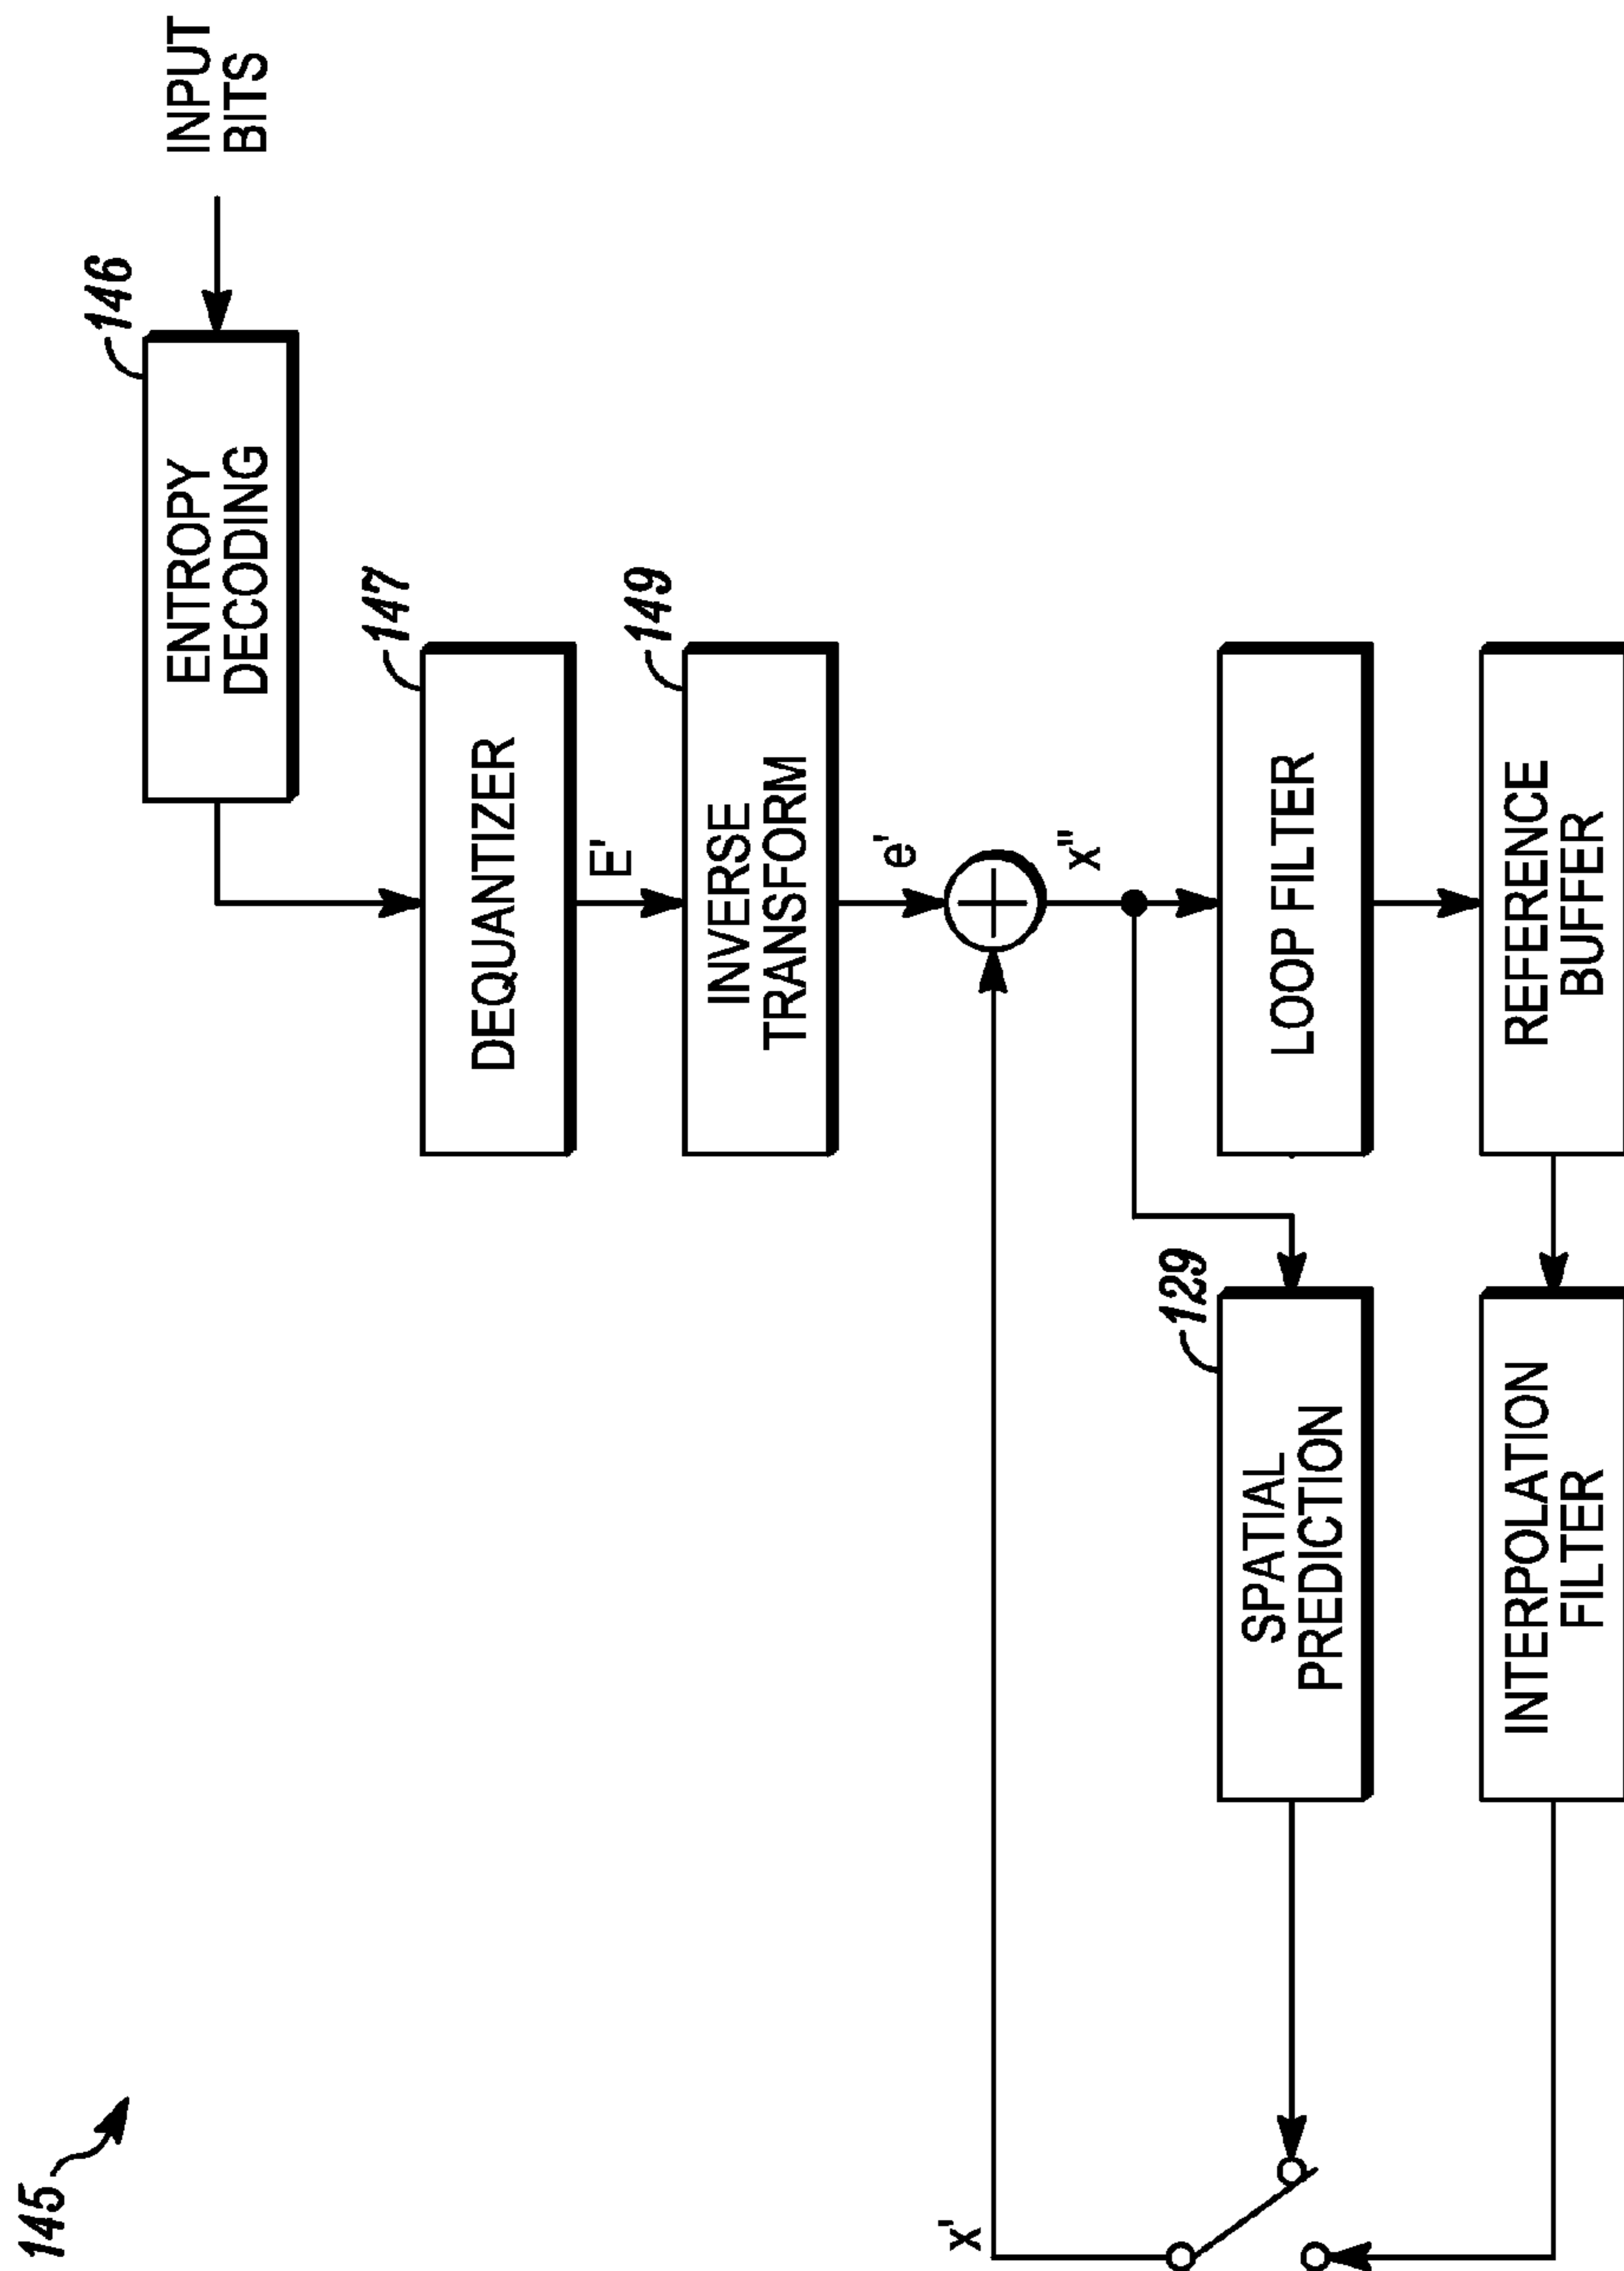 145
INPUT
BITS
146
ENTROPY
DECODING
147
DEQUANTIZER
E'
149
INVERSE
TRANSFORM
e'
x'
x"
129
SPATIAL
PREDICTION
LOOP FILTER
INTERPOLATION
FILTER
REFERENCE
BUFFER